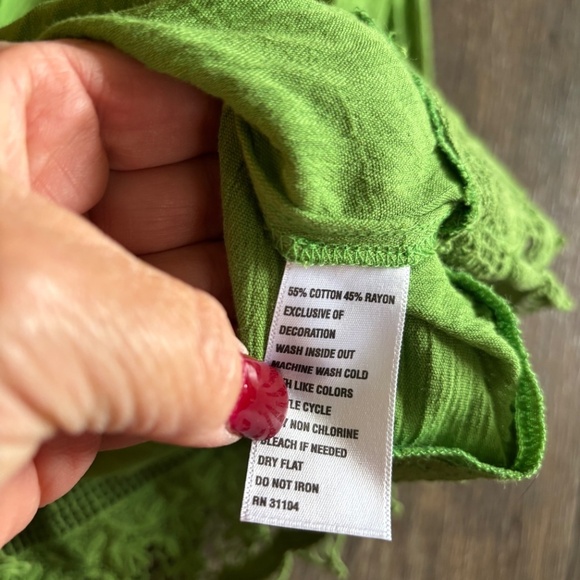 55% COTTON 45% RAYON
EXCLUSIVE OF
DECORATION
WASH INSIDE OUT
MACHINE WASH COLD
LIKE COLORS
CYCLE
NON CHLORINE
BLEACH IF NEEDED
DRY FLAT
DO NOT IRON
RN 31104